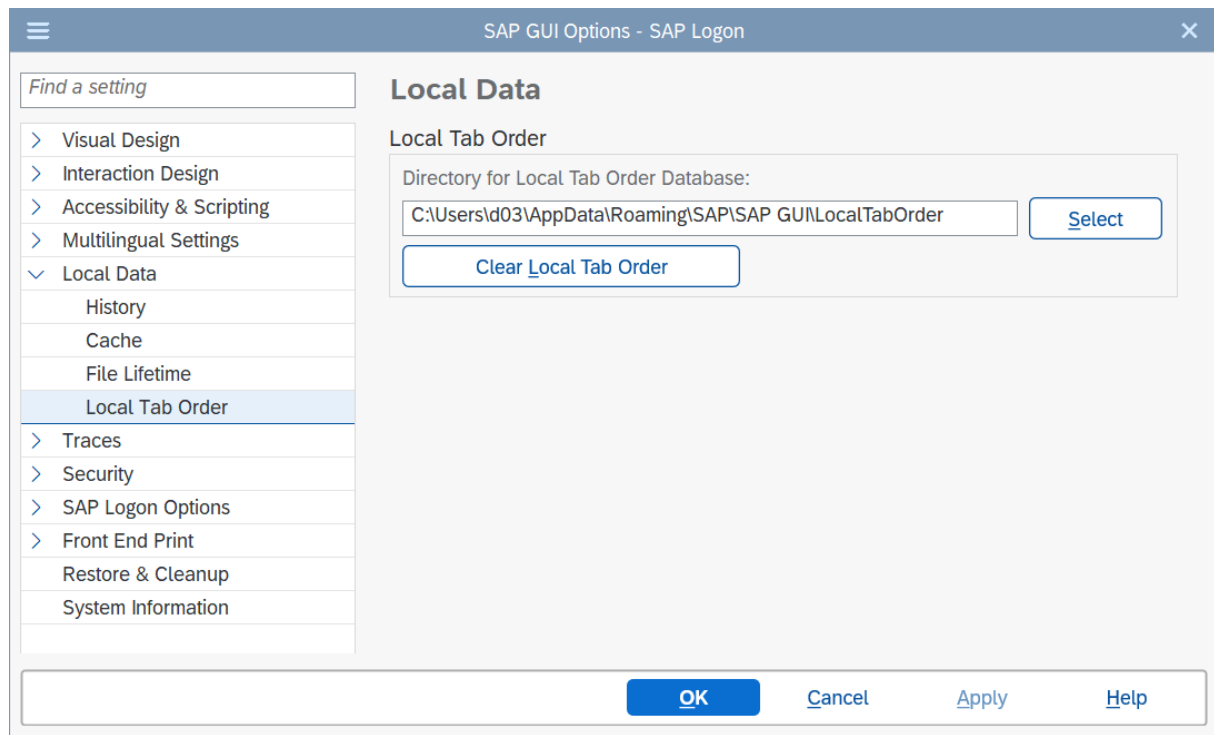 SAP GUI Options - SAP Logon
Find a setting
Visual Design
Interaction Design
Accessibility & Scripting
Multilingual Settings
Local Data
History
Cache
File Lifetime
Local Tab Order
Traces
Security
SAP Logon Options
Front End Print
Restore & Cleanup
System Information
Local Data
Local Tab Order
Directory for Local Tab Order Database:
C:\Users\d03\AppData\Roaming\SAP\SAP GUI\LocalTabOrder
Select
Clear Local Tab Order
OK Cancel Apply Help